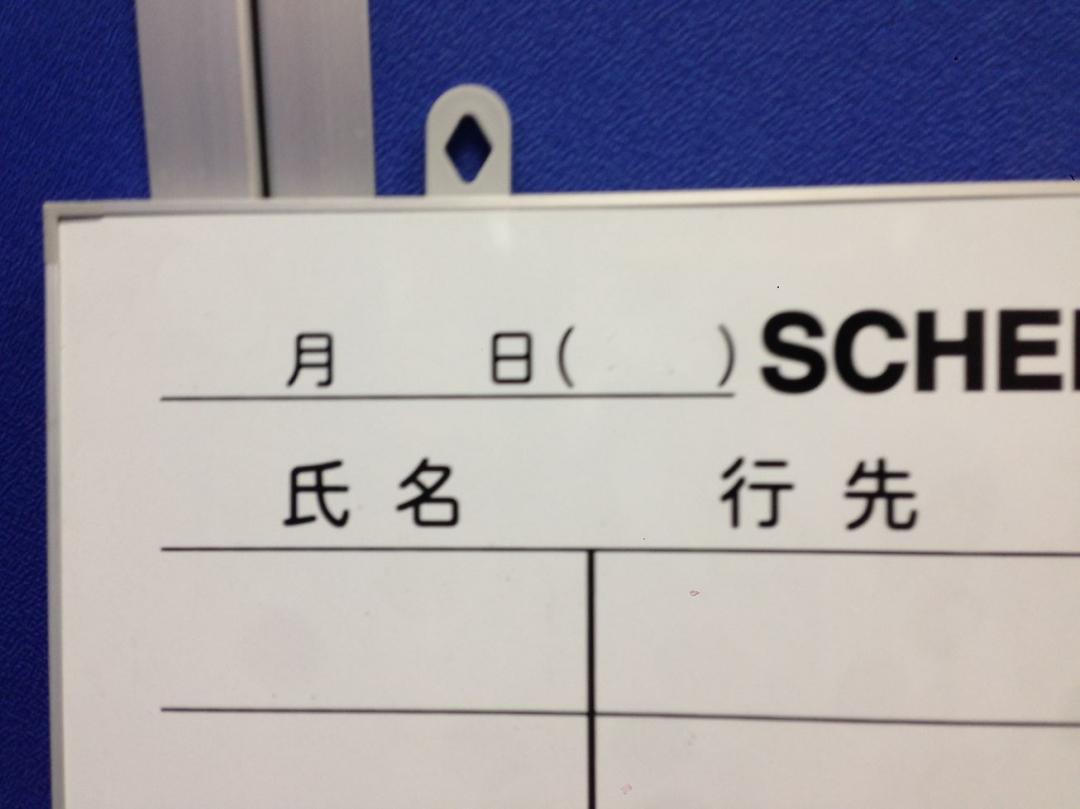 月 日( ) SCHE
氏名 行先